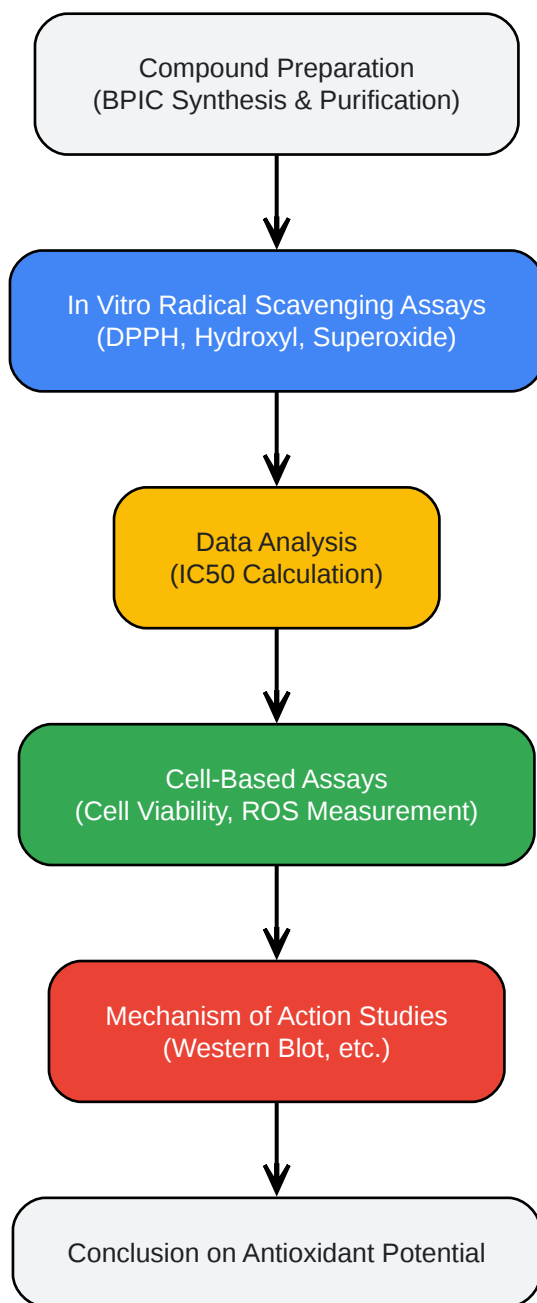 Compound Preparation
(BPIC Synthesis & Purification)
In Vitro Radical Scavenging Assays
(DPPH, Hydroxyl, Superoxide)
Data Analysis
(IC50 Calculation)
Cell-Based Assays
(Cell Viability, ROS Measurement)
Mechanism of Action Studies
(Western Blot, etc.)
Conclusion on Antioxidant Potential